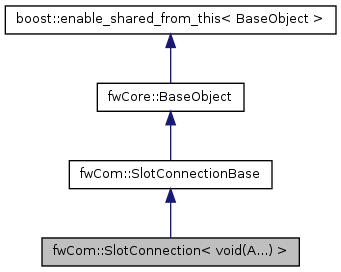 boost::enable_shared_from_this< BaseObject >
fwCore::BaseObject
fwCom::SlotConnectionBase
fwCom::SlotConnection< void(A...) >